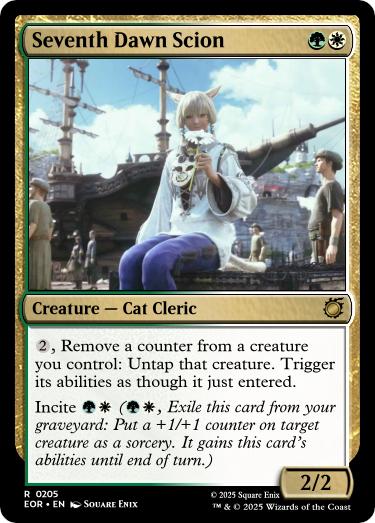 Seventh Dawn Scion
Creature — Cat Cleric
2, Remove a counter from a creature
you control: Untap that creature. Trigger
its abilities as though it just entered.
Incite (, Exile this card from your
graveyard: Put a +1/+1 counter on target
creature as a sorcery. It gains this card's
abilities until end of turn.)
2/2
R 0205
EOR • EN SQUARE ENIX
© 2025 Square Enix
™ & © 2025 Wizards of the Coast